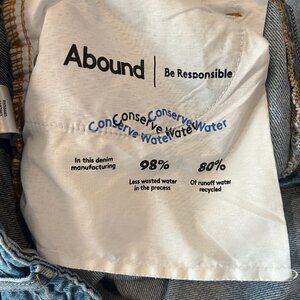 Abound | Be Responsible
Conserve Water
Conserve Water
Conserve Water
In this denim
manufacturing
98%
Less wasted water
in the process
80%
Of runoff water
recycled